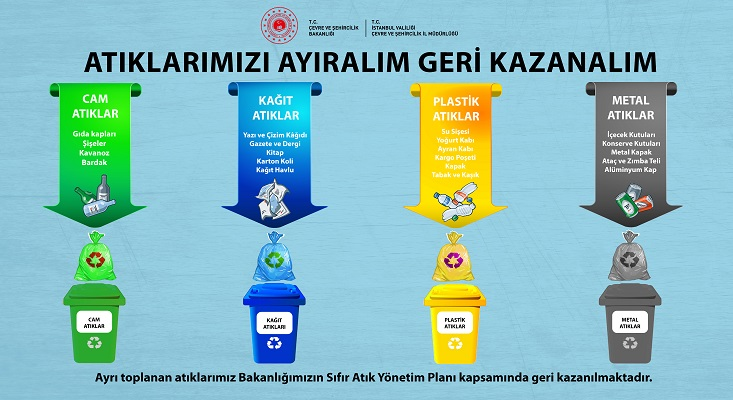 T.C.
ÇEVRE VE ŞEHİRCİLİK
BAKANLIĞI
T.C.
İSTANBUL VALİLİĞİ
ÇEVRE VE ŞEHİRCİLİK İL MÜDÜRLÜĞÜ
ATIKLARIMIZI AYIRALIM GERİ KAZANALIM
CAM
ATIKLAR
Gıda kapları
Şişeler
Kavanoz
Bardak
KAĞIT
ATIKLAR
Yazı ve Çizim Kâğıdı
Gazete ve Dergi
Kitap
Karton Koli
Kağıt Havlu
PLASTİK
ATIKLAR
Su Şişesi
Yoğurt Kabı
Ayran Kabı
Kargo Poşeti
Kapak
Tabak ve Kaşık
METAL
ATIKLAR
İçecek Kutuları
Konserve Kutuları
Metal Kapak
Ataç ve Zımba Teli
Alüminyum Kap
CAM
ATIKLAR
KAĞIT
ATIKLARI
PLASTİK
ATIKLAR
METAL
ATIKLAR
Ayrı toplanan atıklarımız Bakanlığımızın Sıfır Atık Yönetim Planı kapsamında geri kazanılmaktadır.